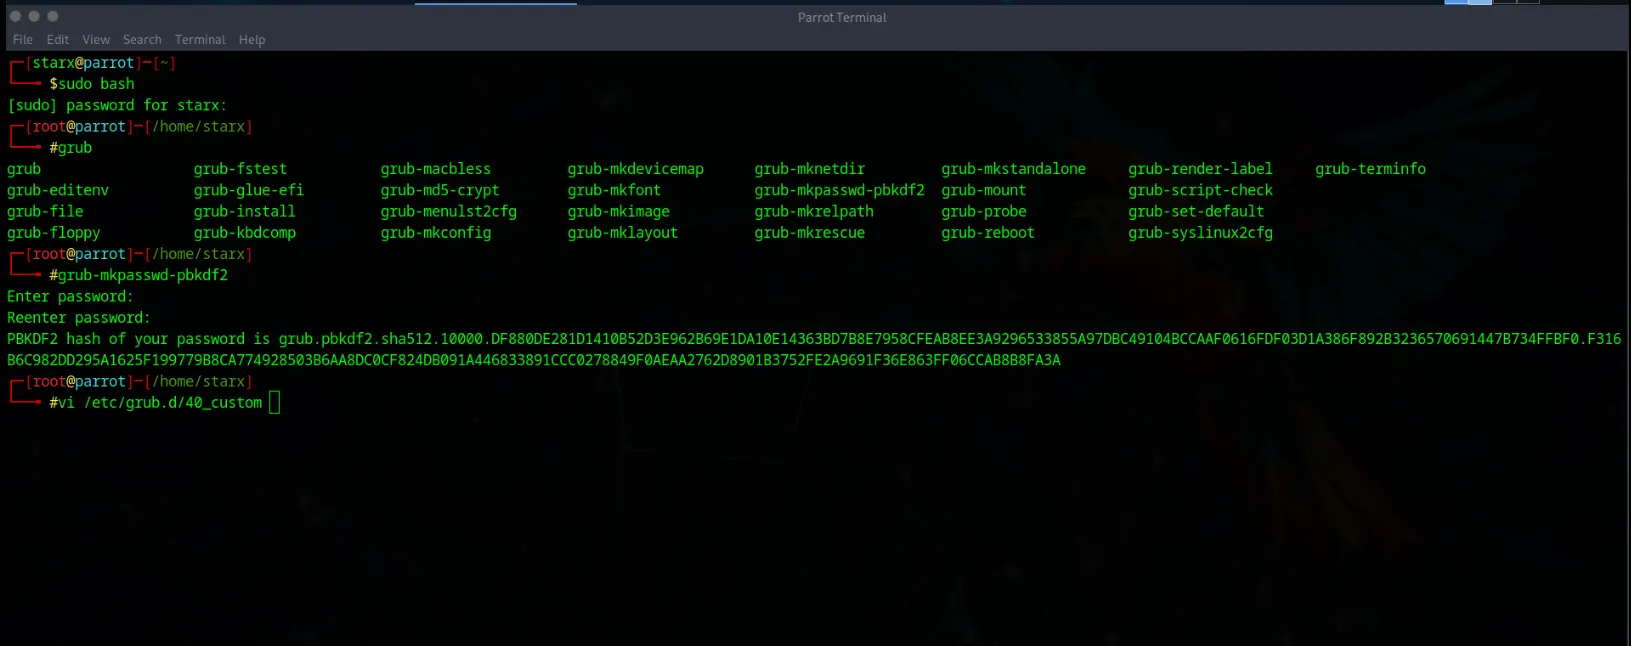 Parrot Terminal
File Edit View Search Terminal Help
[starx@parrot]-[~]
$sudo bash
[sudo] password for starx:
[root@parrot]-[/home/starx]
#grub
grub grub-fstest grub-macbless grub-mkdevicemap grub-mknetdir grub-mkstandalone grub-render-label grub-terminfo
grub-editenv grub-glue-efi grub-md5-crypt grub-mkfont grub-mkpasswd-pbkdf2 grub-mount grub-script-check
grub-file grub-install grub-menulst2cfg grub-mkimage grub-mkrelpath grub-probe grub-set-default
grub-floppy grub-kbdcomp grub-mkconfig grub-mklayout grub-mkrescue grub-reboot grub-syslinux2cfg
[root@parrot]-[/home/starx]
#grub-mkpasswd-pbkdf2
Enter password:
Reenter password:
PBKDF2 hash of your password is grub.pbkdf2.sha512.10000.DF880DE281D1410B52D3E962B69E1DA10E14363BD7B8E7958CFEAB8EE3A9296533855A97DBC49104BCCAAF0616FDF03D1A386F892B3236570691447B734FFBF0.F316
B6C982DD295A1625F199779B8CA774928503B6AA8DC0CF824DB091A446833891CCC0278849F0AEAA2762D8901B3752FE2A9691F36E863FF06CCAB8B8FA3A
[root@parrot]-[/home/starx]
#vi /etc/grub.d/40_custom